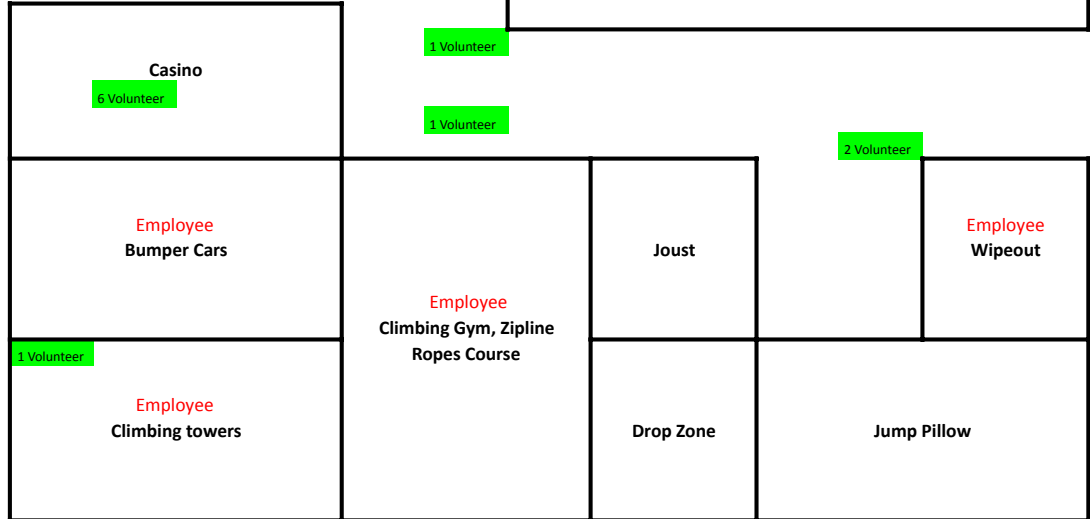 1 Volunteer
Casino
6 Volunteer
1 Volunteer
2 Volunteer
Employee
Bumper Cars
Joust
Employee
Wipeout
Employee
Climbing Gym, Zipline
Ropes Course
1 Volunteer
Employee
Climbing towers
Drop Zone
Jump Pillow